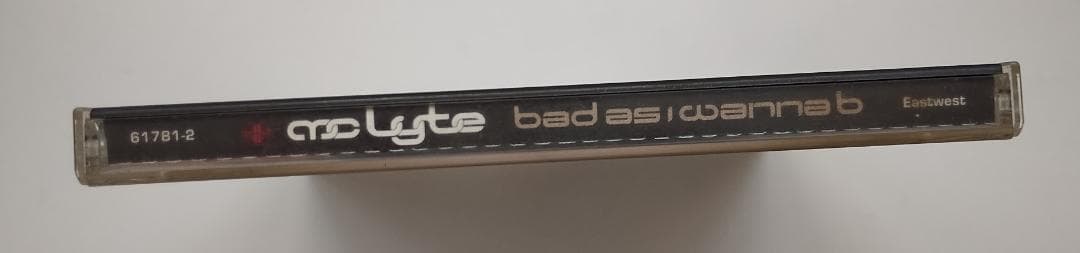 61781-2 mc lyte bad as i wanna b Eastwest